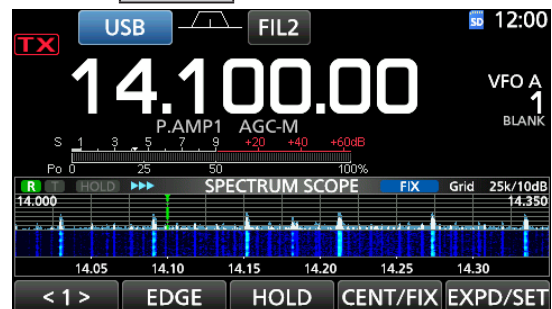 USB FIL2 SD 12:00
TX
14.100.00
VFO A
1
P.AMP1 AGC-M BLANK
S 1 3 5 7 9 +20 +40 +60dB
Po 0 25 50 100%
R T HOLD SPECTRUM SCOPE FIX Grid 25k/10dB
14.000 14.350
14.05 14.10 14.15 14.20 14.25 14.30
< 1 > EDGE HOLD CENT/FIX EXPD/SET